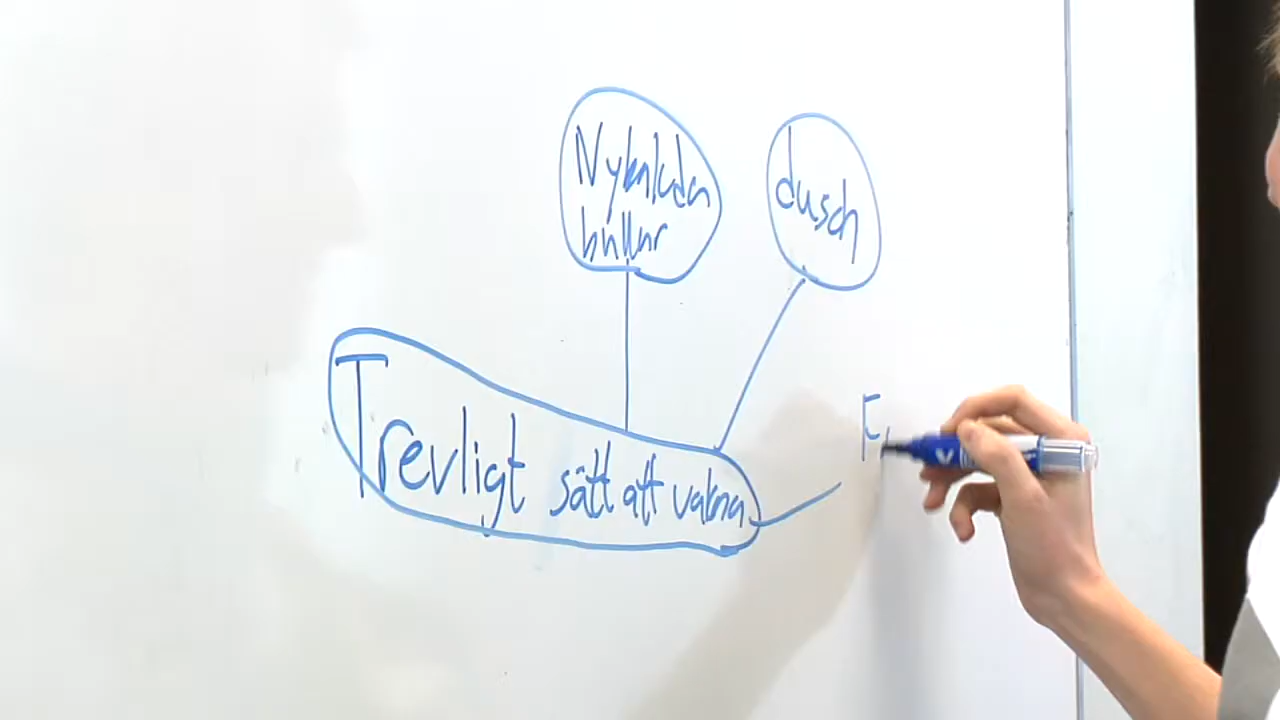 Nybakade
bullar
dusch
Trevligt sätt att vakna
F
V